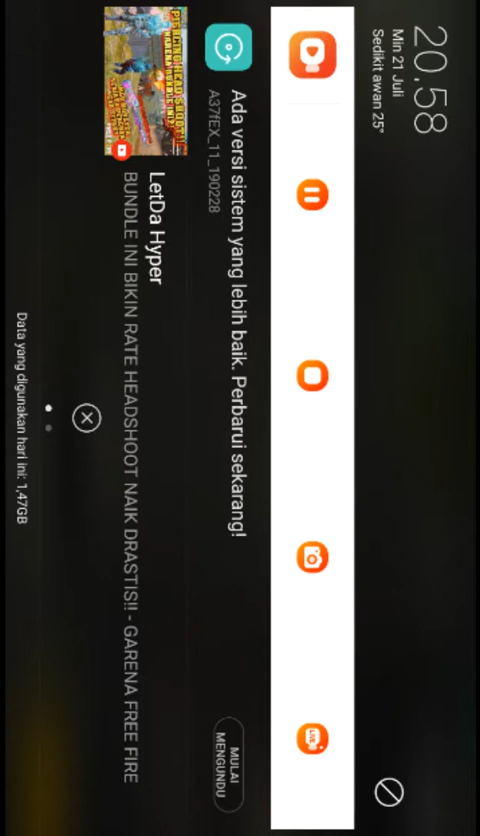 20.58
Min 21 Juli
Sedikit awan 25°
LIVE
Ada versi sistem yang lebih baik. Perbarui sekarang!
A37fEX_11_190228
MULAI
MENGUNDU
LetDa Hyper
BUNDLE INI BIKIN RATE HEADSHOOT NAIK DRASTIS!! - GARENA FREE FIRE
Data yang digunakan hari ini: 1,47GB